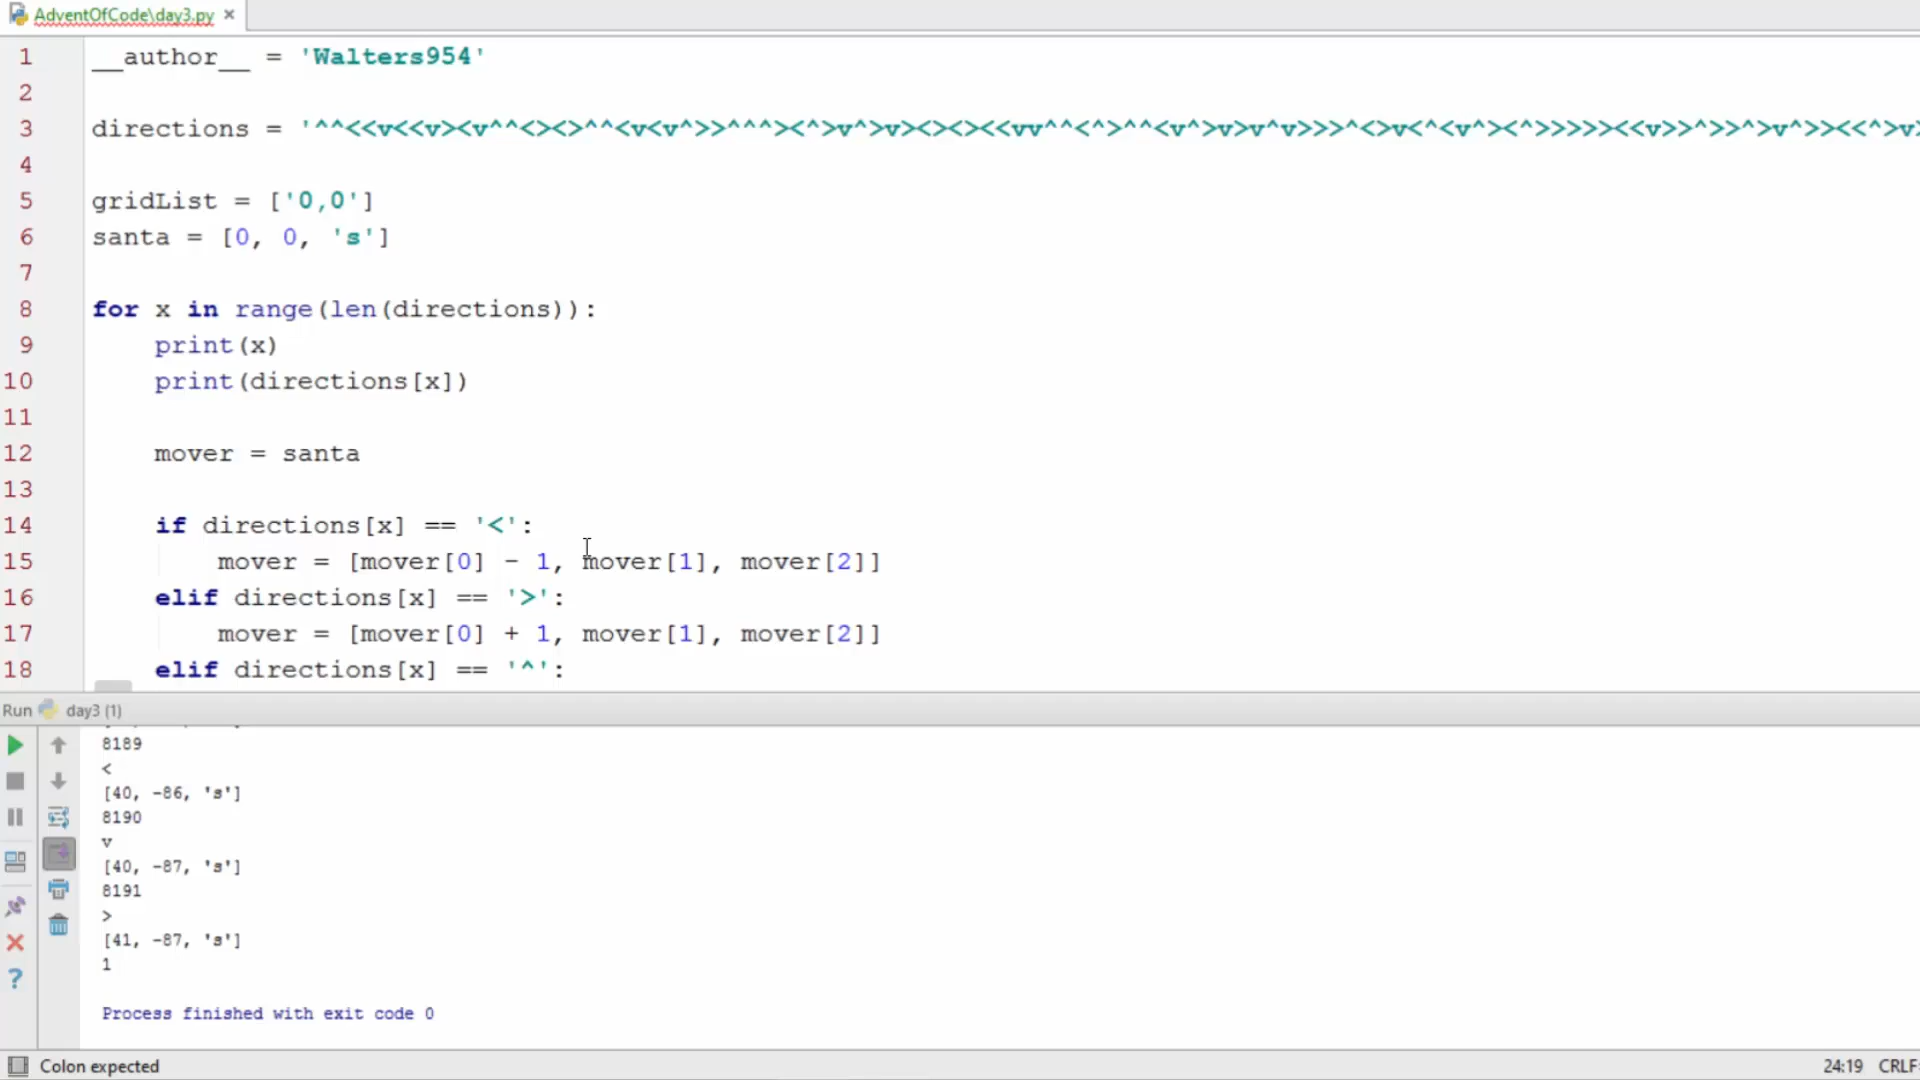 AdventOfCode\day3.py
1 __author__ = 'Walters954'
2
3 directions = '^^<<v<<v><v^^<><>^^<v<v^>>^^^><^>v^>v><><><<vv^^<^>^^<v^>v>v^v>>>^<>v<^<v^><^>>>>><<v>>^>>^>v^>><<^>v>
4
5 gridList = ['0,0']
6 santa = [0, 0, 's']
7
8 for x in range(len(directions)):
9 print(x)
10 print(directions[x])
11
12 mover = santa
13
14 if directions[x] == '<':
15 mover = [mover[0] - 1, mover[1], mover[2]]
16 elif directions[x] == '>':
17 mover = [mover[0] + 1, mover[1], mover[2]]
18 elif directions[x] == '^':
Run day3 (1)
8189
<
[40, -86, 's']
8190
v
[40, -87, 's']
8191
>
[41, -87, 's']
1
Process finished with exit code 0
Colon expected 24:19 CRLF